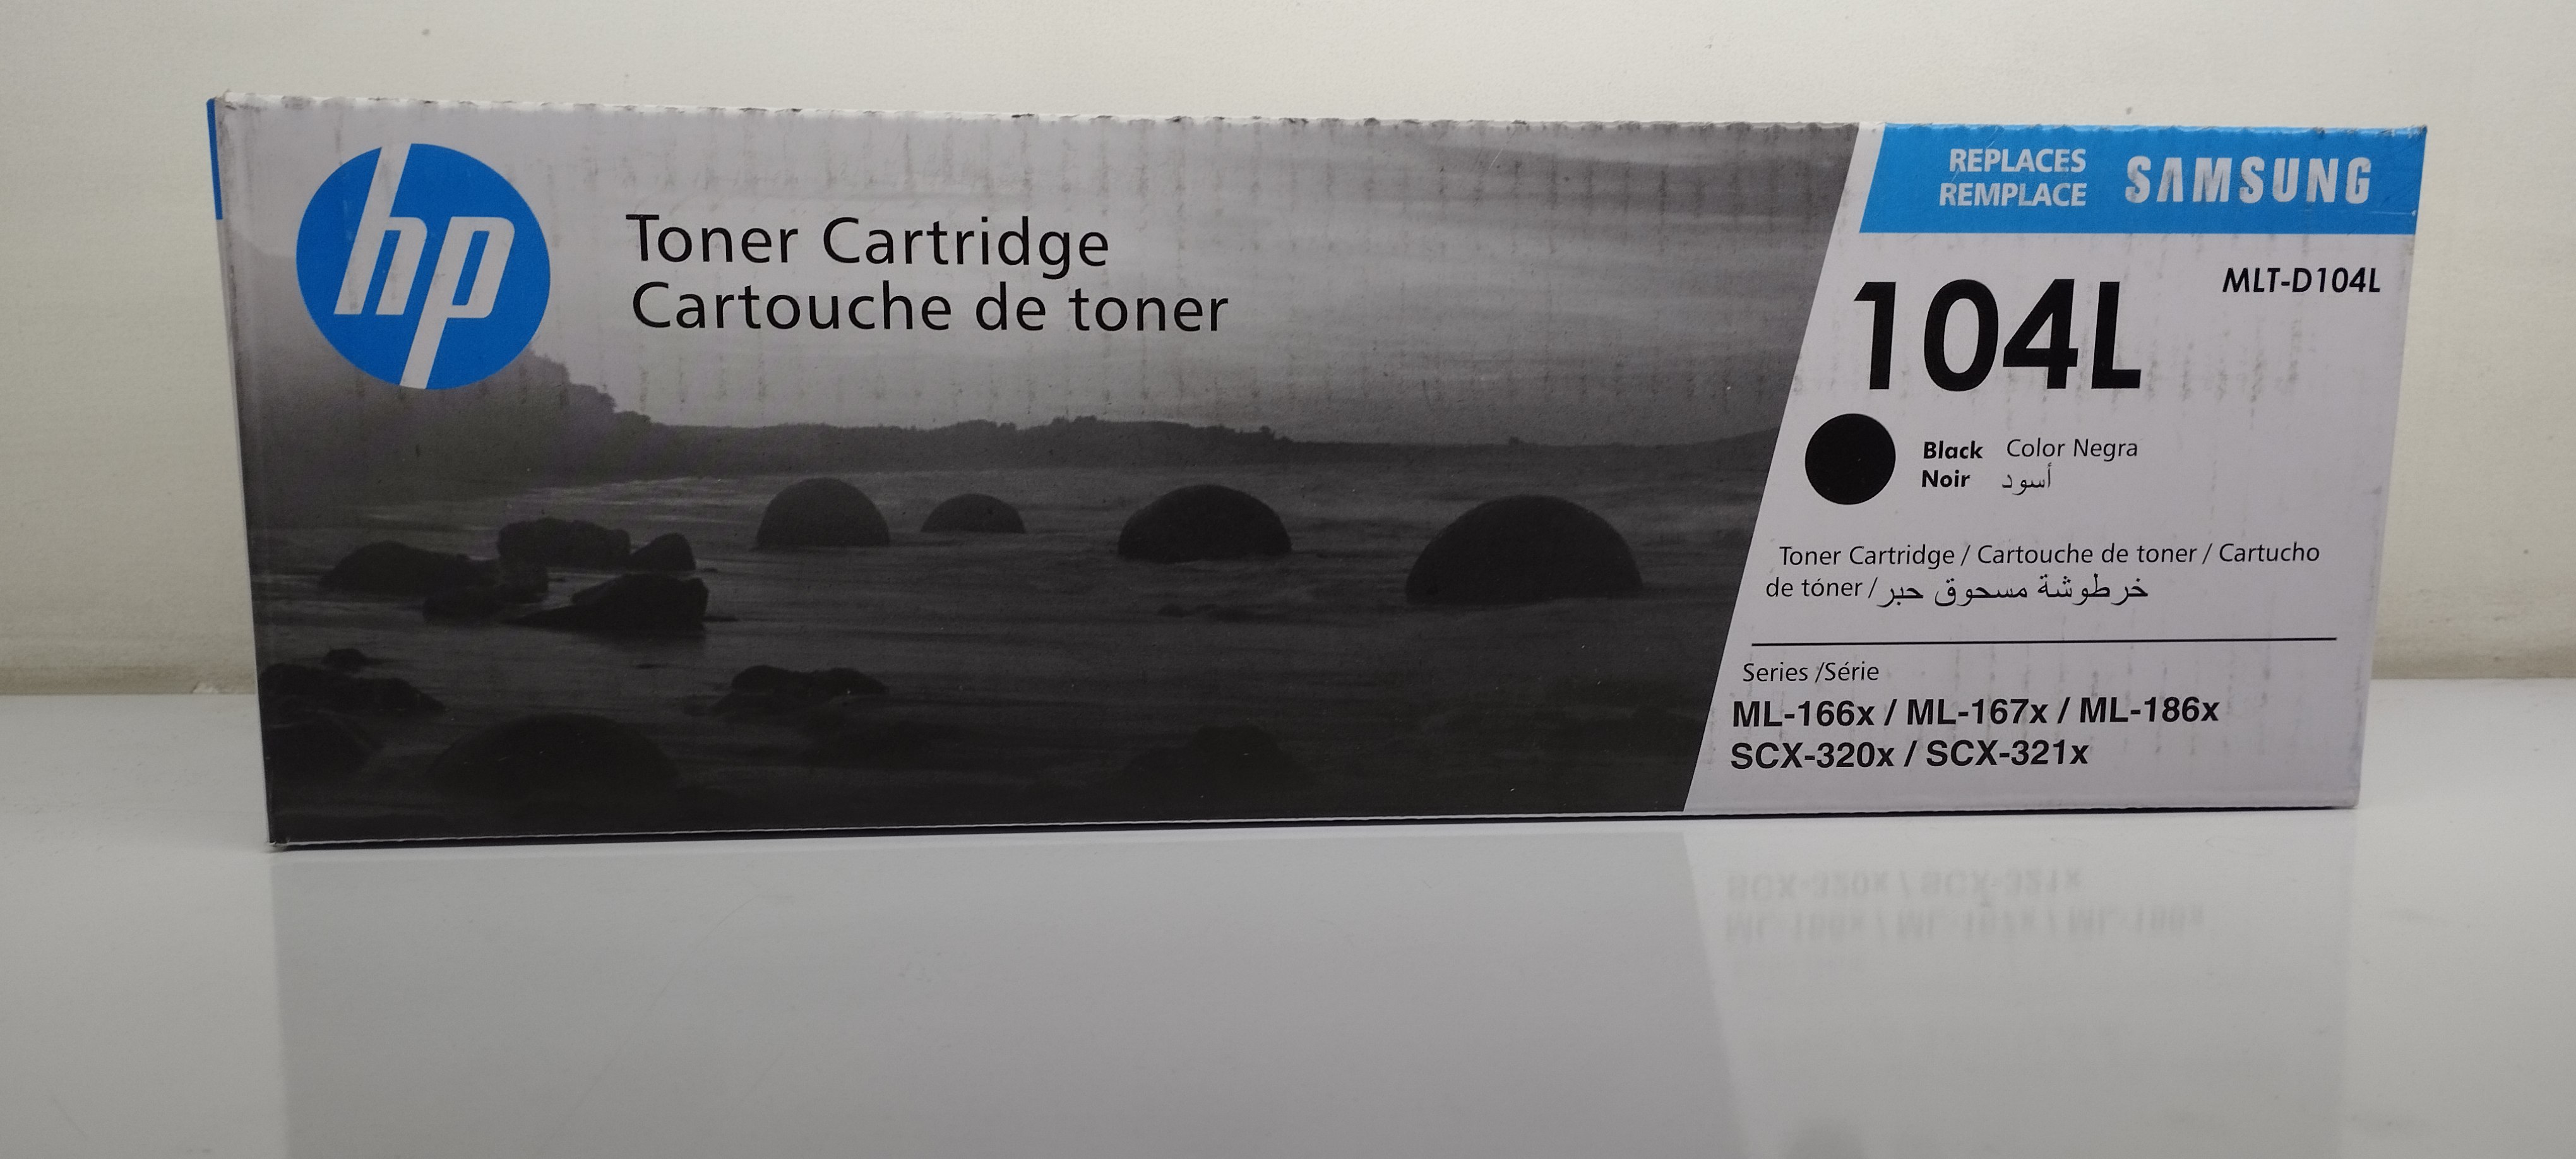 hp
Toner Cartridge
Cartouche de toner
REPLACES
REMPLACE
SAMSUNG
MLT-D104L
104L
Black Color Negra
Noir أسود
Toner Cartridge / Cartouche de toner / Cartucho
de tóner / خرطوشة مسحوق حبر
Series /Série
ML-166x / ML-167x / ML-186x
SCX-320x / SCX-321x